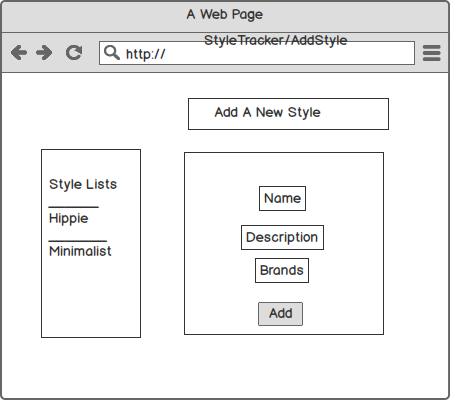 A Web Page
StyleTracker/AddStyle
http://
Add A New Style
Style Lists
Hippie
Minimalist
Name
Description
Brands
Add